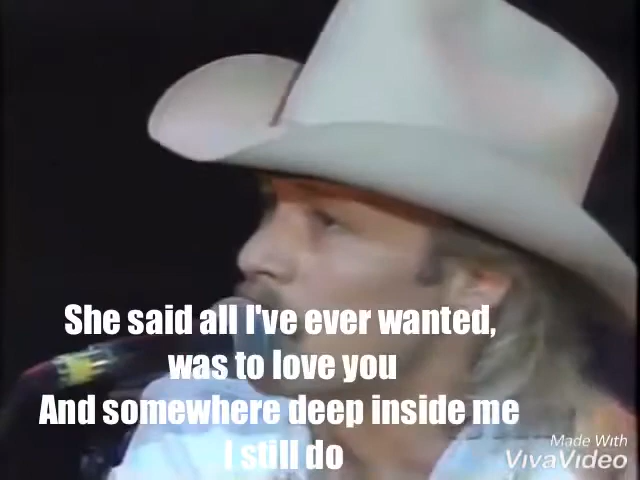 She said all I've ever wanted,
was to love you
And somewhere deep inside me
I still do
Made With
VivaVideo